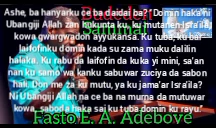 Ashe, ba hanyarku ce ba daidai ba? [Domin haka ni
Ubangiji Allah zan hukunta ku, ku mutanen Isra'ila,
kowa gwargwadon ayyukansa. Ku tuba, ku bar
laifofinku domin kada su zama muku dalilin
halaka. Ku rabu da laifofin da kuka yi mini, sa'an
nan ku samo wa kanku sabuwar zuciya da sabon
hali. Don me za ku mutu, ya ku jama'ar Isra'ila?
Ni Ubangiji Allah na ce ba na murna da mutuwar
kowa, saboda haka sai ku tuba domin ku rayu.
Fasto E. A. Adeboye